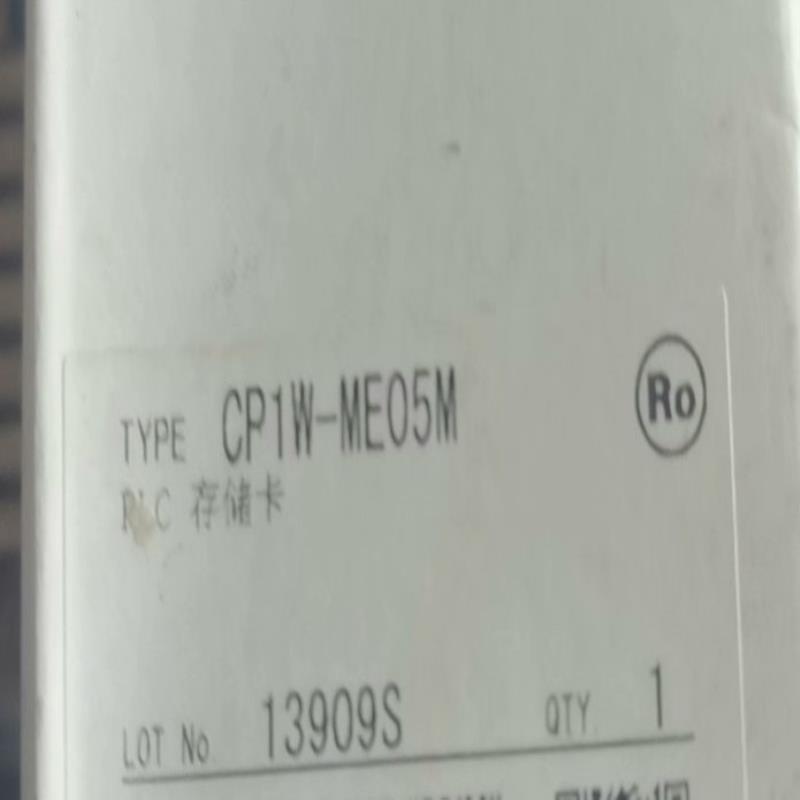 Ro
TYPE CP1W-ME05M
PLC 存储卡
LOT No 13909S QTY. 1